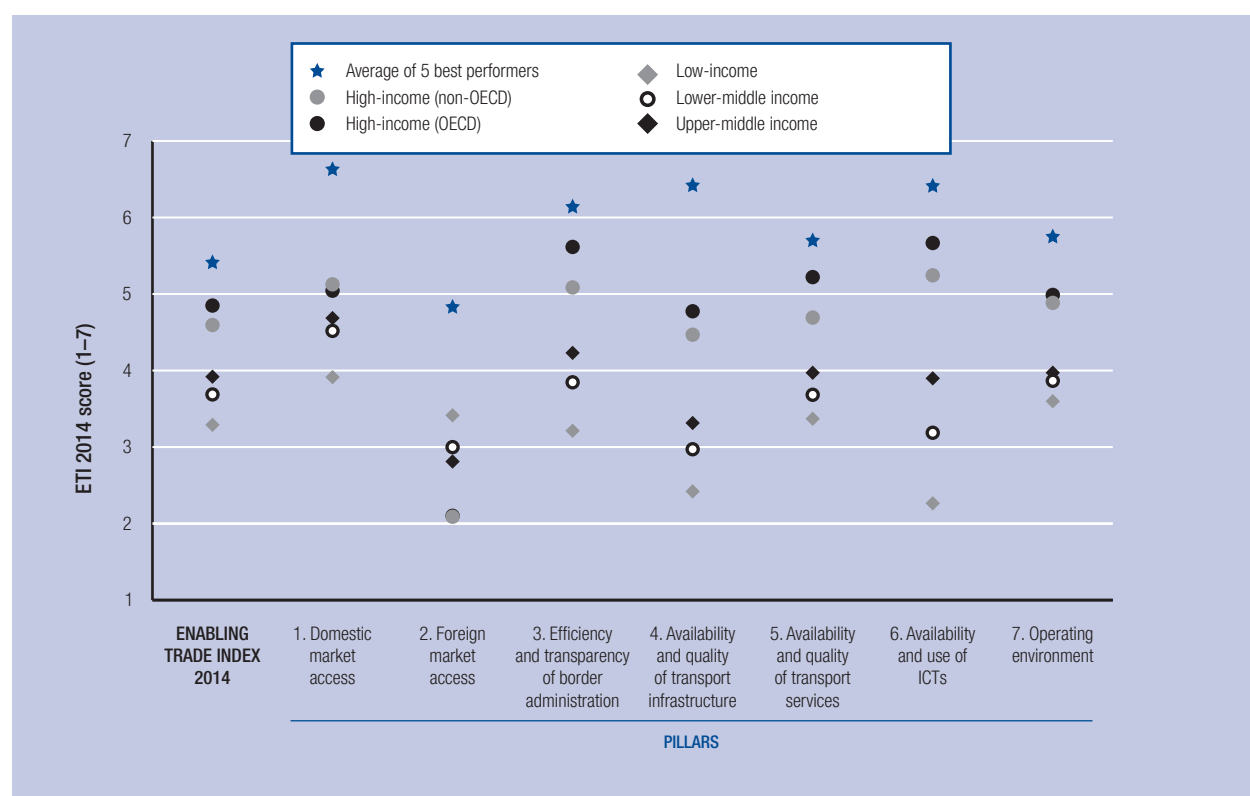 Average of 5 best performers
High-income (non-OECD)
High-income (OECD)
Low-income
Lower-middle income
Upper-middle income
ETI 2014 score (1–7)
7
6
5
4
3
2
1
ENABLING
TRADE INDEX
2014
1. Domestic
market
access
2. Foreign
market
access
3. Efficiency
and transparency
of border
administration
4. Availability
and quality
of transport
infrastructure
5. Availability
and quality
of transport
services
6. Availability
and use of
ICTs
7. Operating
environment
PILLARS